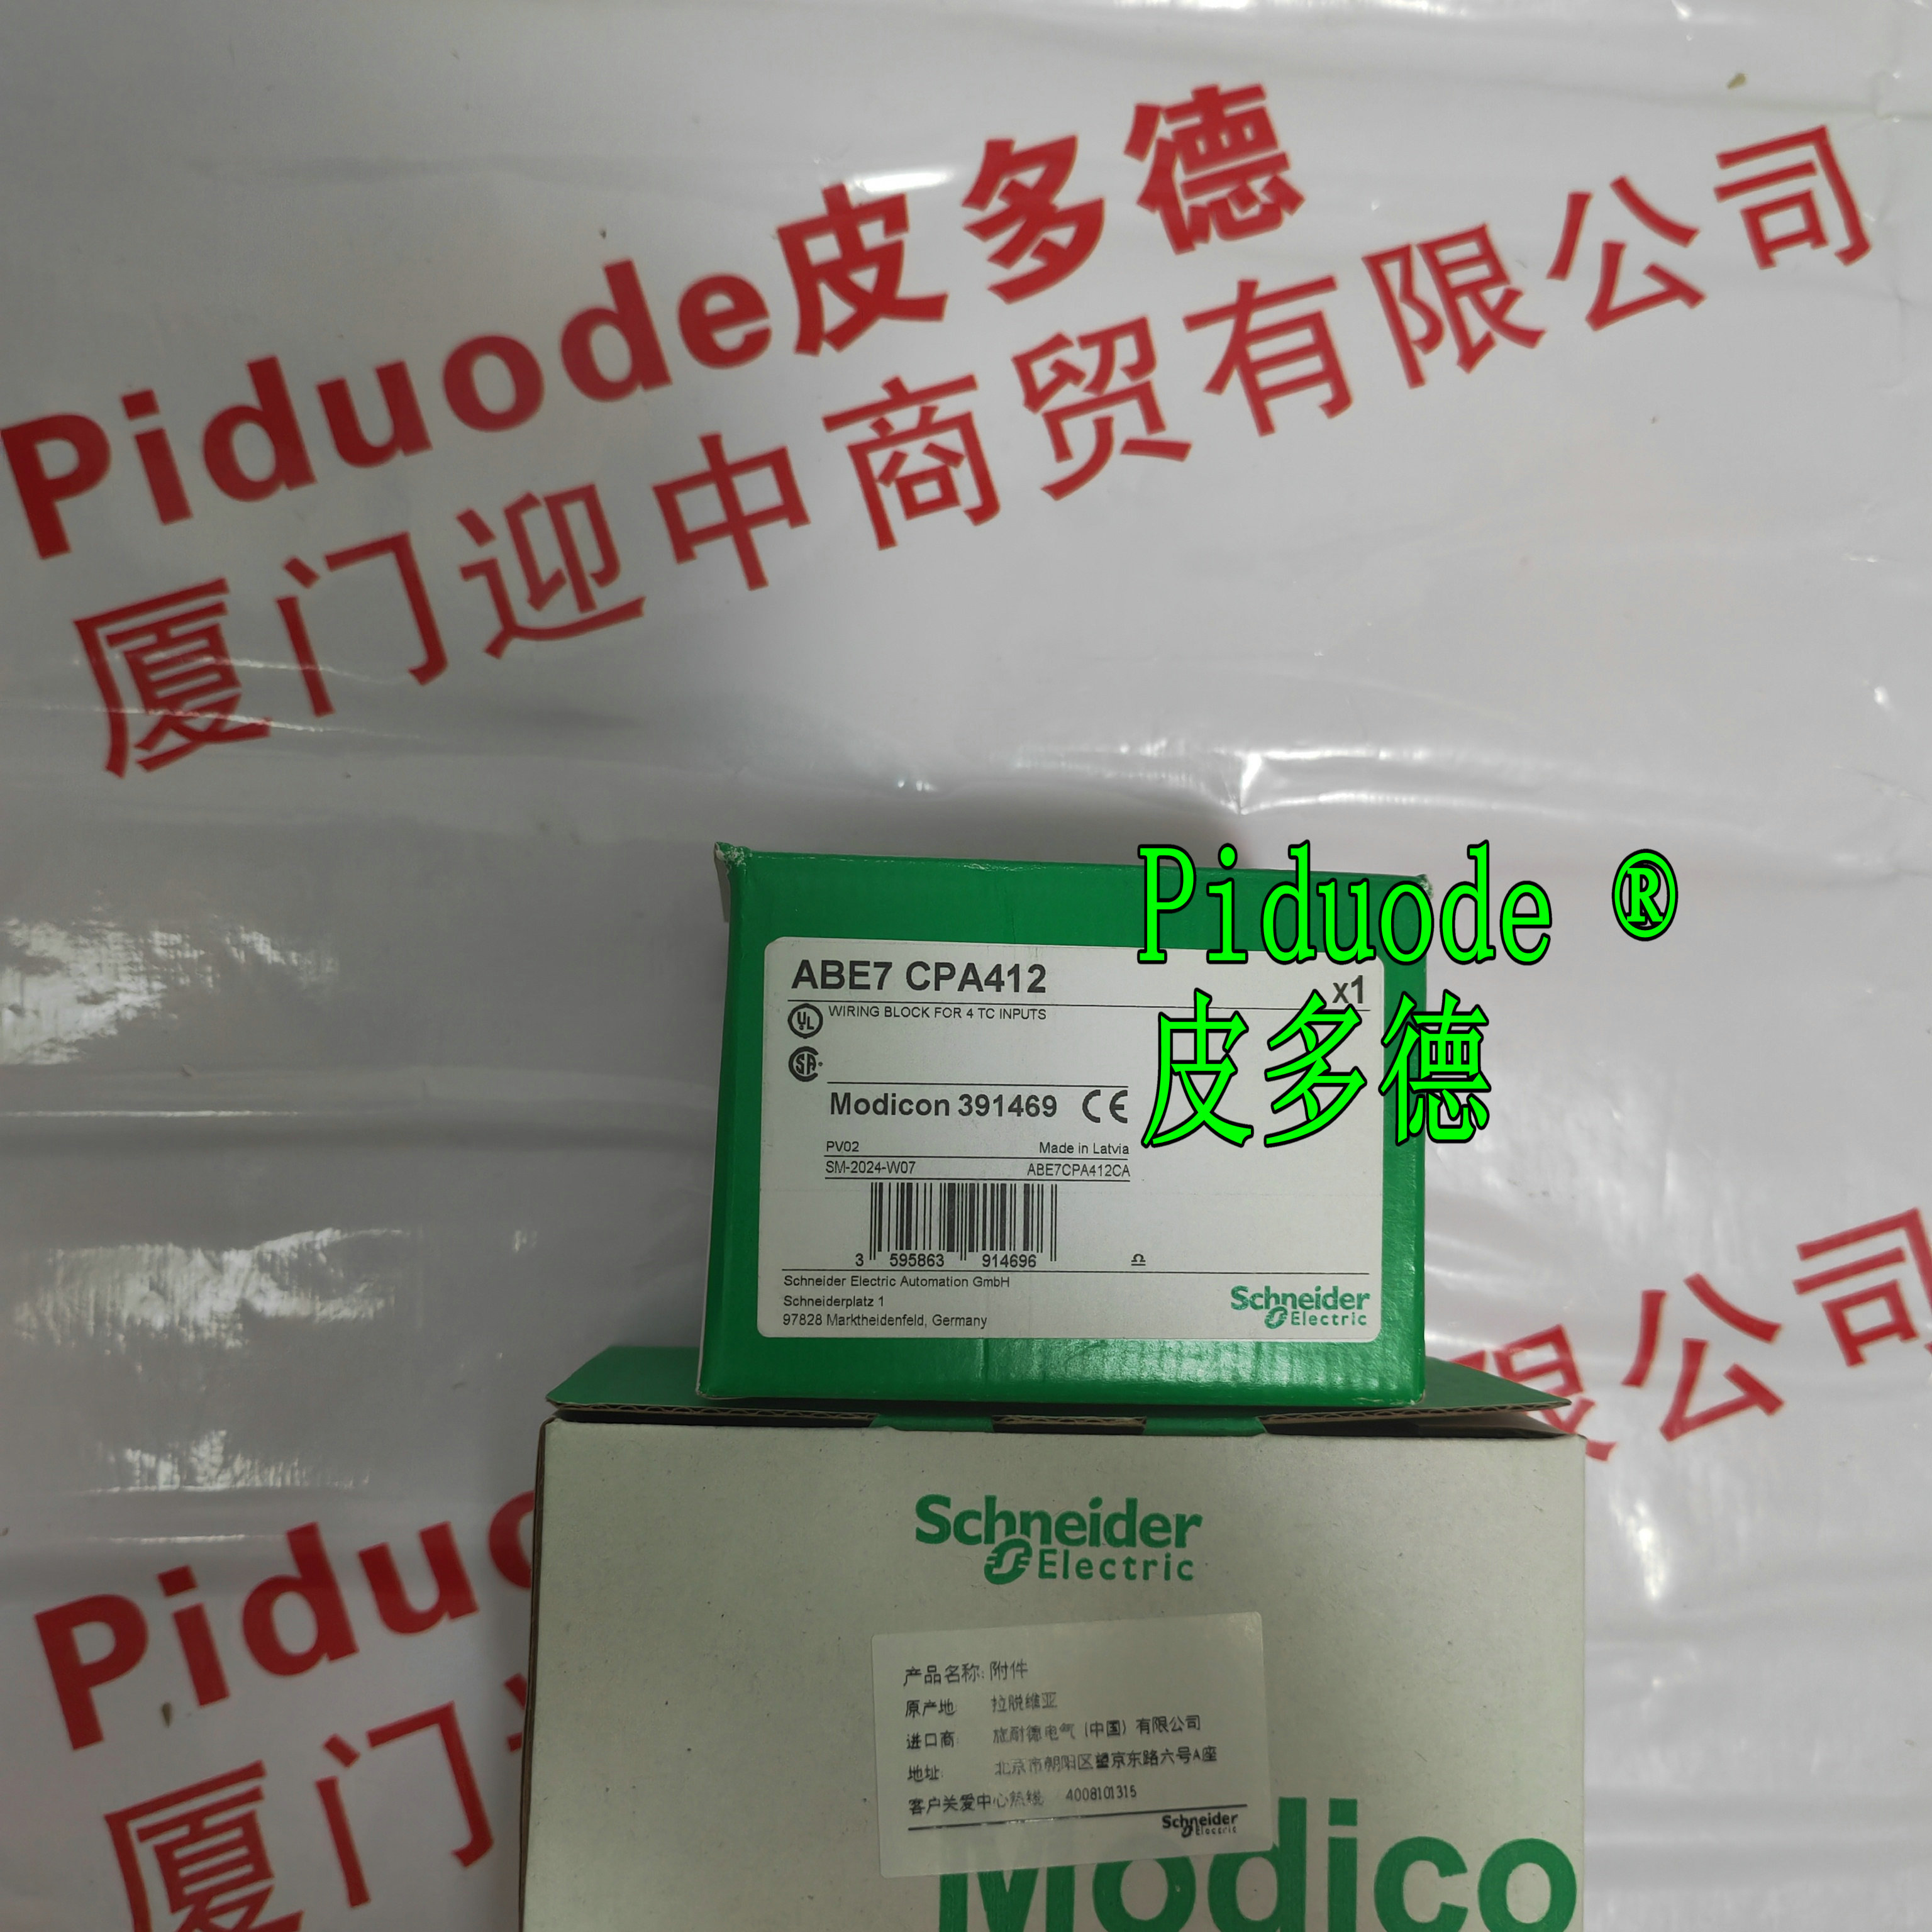 Piduode皮多德
厦门迎中商贸有限公司
Piduode ®
皮多德
ABE7 CPA412
x1
UL
WIRING BLOCK FOR 4 TC INPUTS
SA
Modicon 391469 CE
PV02 Made in Latvia
SM-2024-W07 ABE7CPA412CA
3 595863 914696
Schneider Electric Automation GmbH
Schneiderplatz 1
97828 Marktheidenfeld, Germany
Schneider
Electric
限公司
Schneider
Electric
产品名称: 附件
原产地: 拉脱维亚
进口商: 施耐德电气 (中国) 有限公司
地址: 北京市朝阳区望京东路六号A座
客户关爱中心热线: 4008101315
Schneider
Electric
Modico
Piduo
厦门